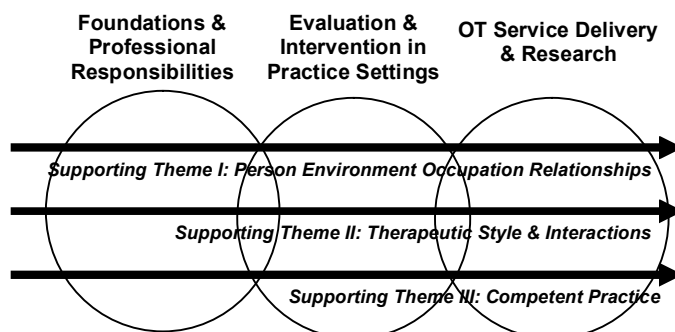 Foundations &
Professional
Responsibilities
Evaluation &
Intervention in
Practice Settings
OT Service Delivery
& Research
Supporting Theme I: Person Environment Occupation Relationships
Supporting Theme II: Therapeutic Style & Interactions
Supporting Theme III: Competent Practice